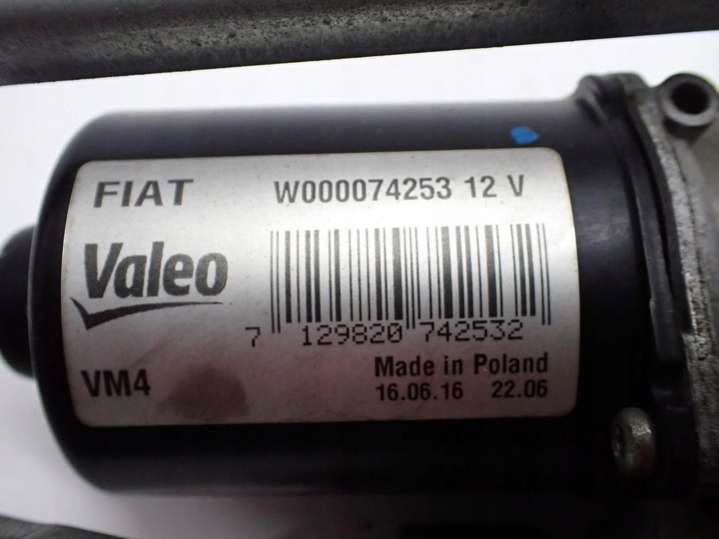 FIAT W000074253 12 V
Valeo
7 129820 742532
VM4 Made in Poland
16.06.16 22.06